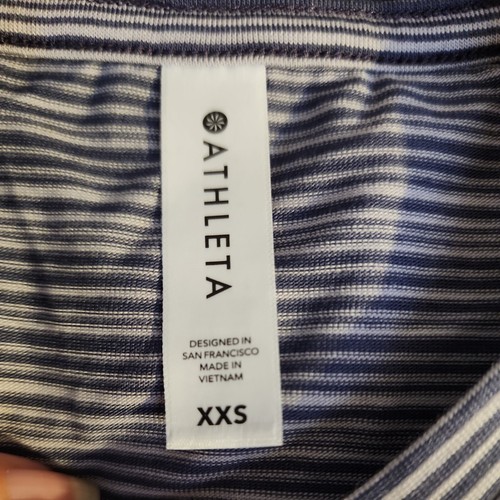 ATHLETA
DESIGNED IN
SAN FRANCISCO
MADE IN
VIETNAM
XXS